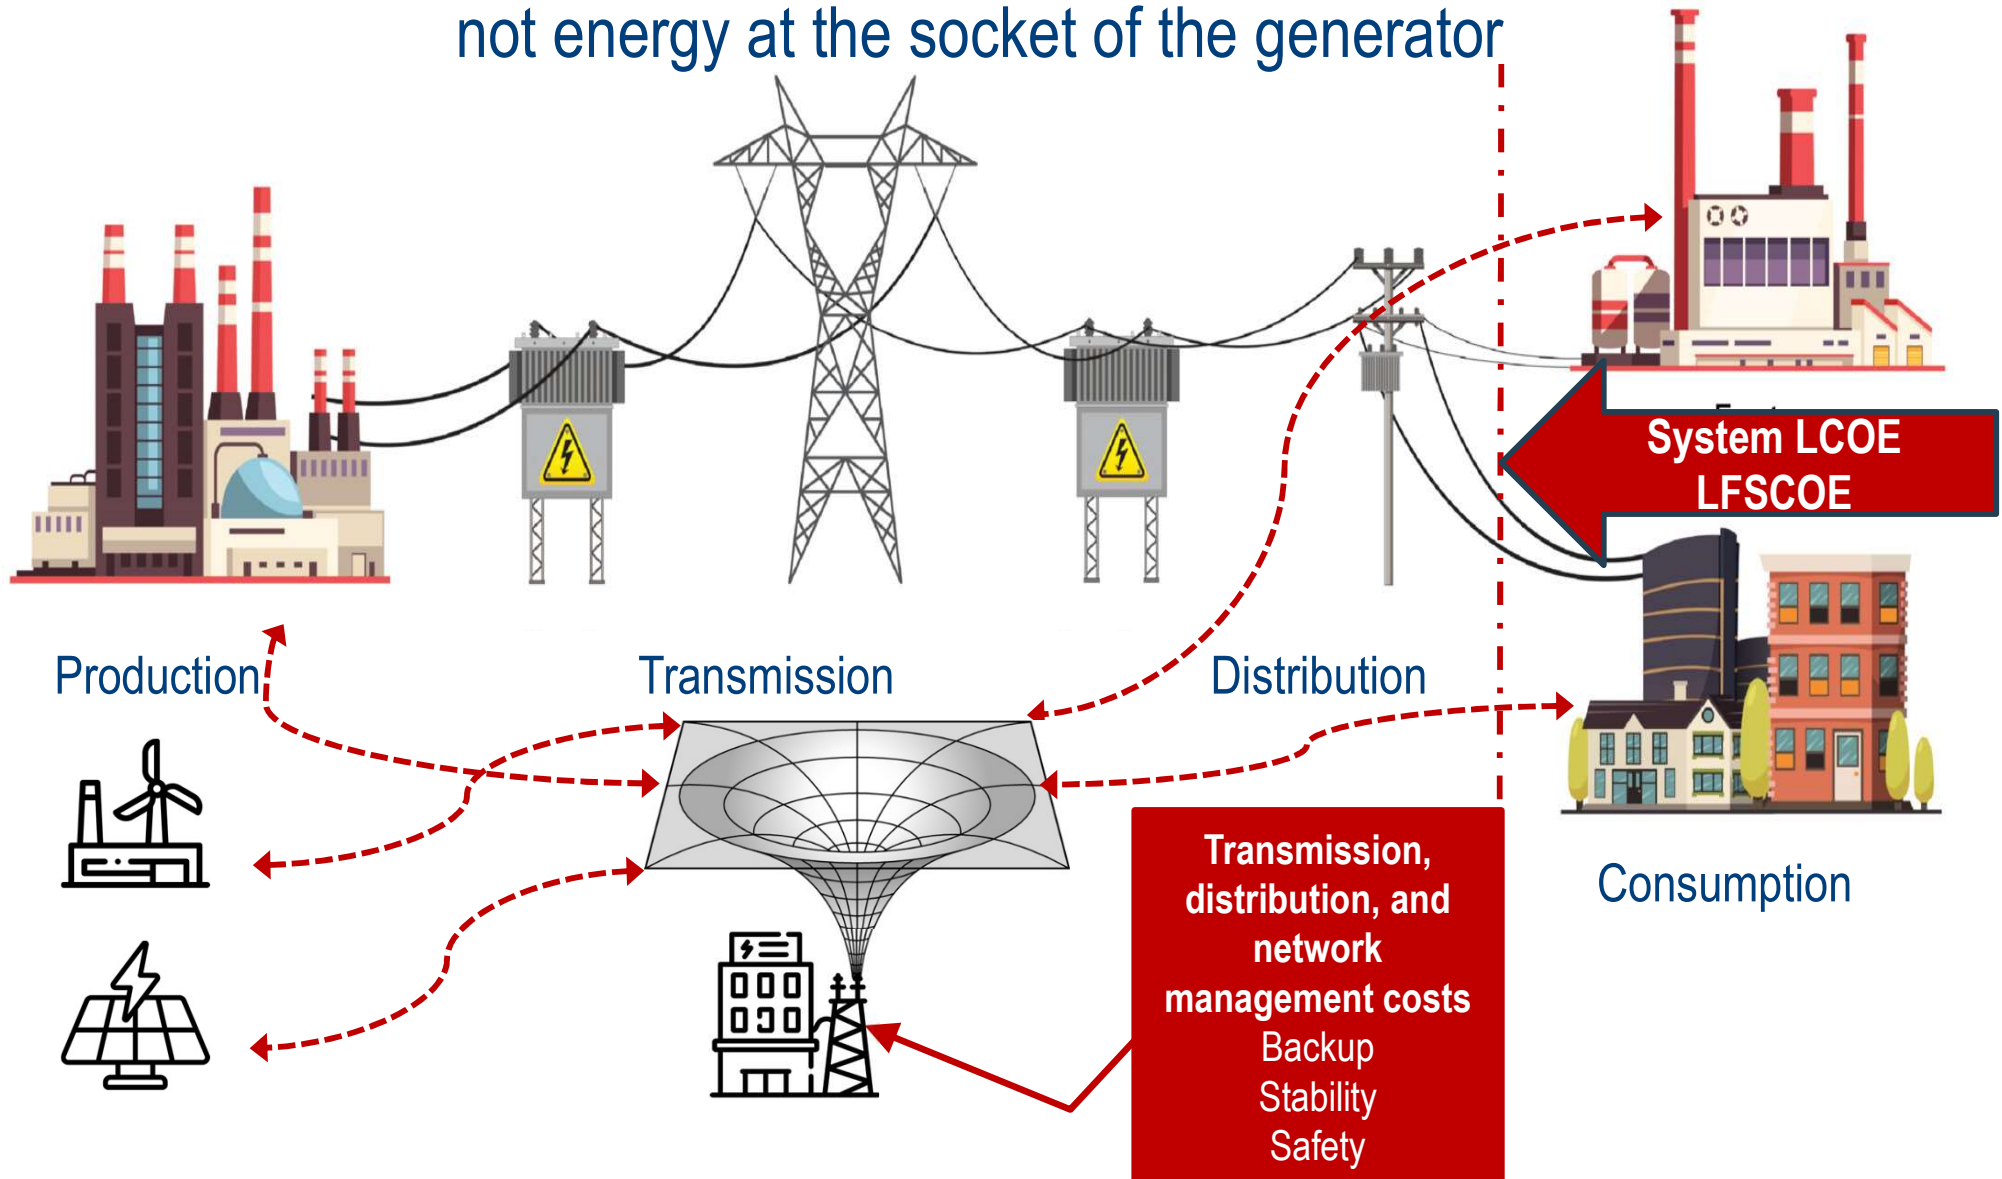 not energy at the socket of the generator
System LCOE
LFSCOE
Production
Transmission
Distribution
Consumption
Transmission,
distribution, and
network
management costs
Backup
Stability
Safety